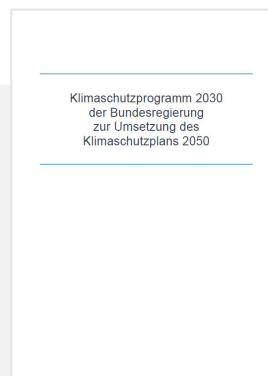 Klimaschutzprogramm 2030
der Bundesregierung
zur Umsetzung des
Klimaschutzplans 2050